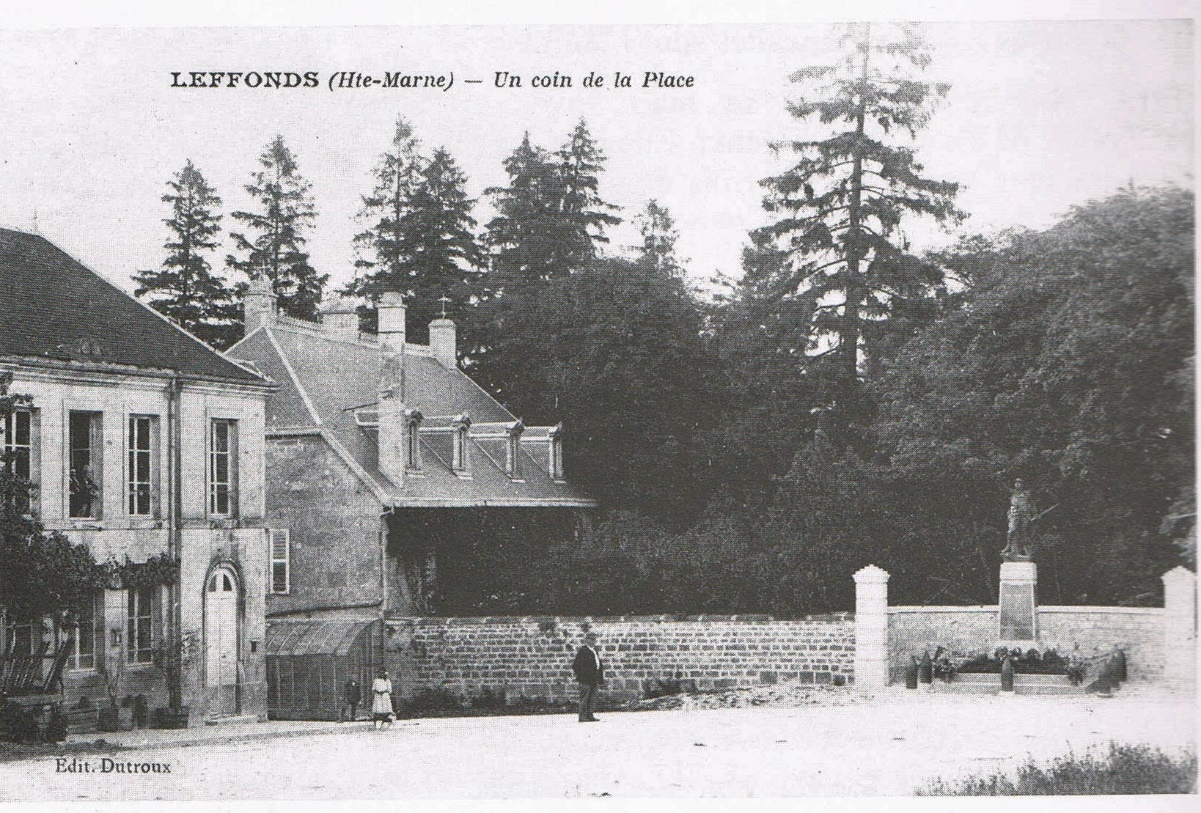 LEFFONDS (Hte-Marne) — Un coin de la Place
Edit. Dutroux